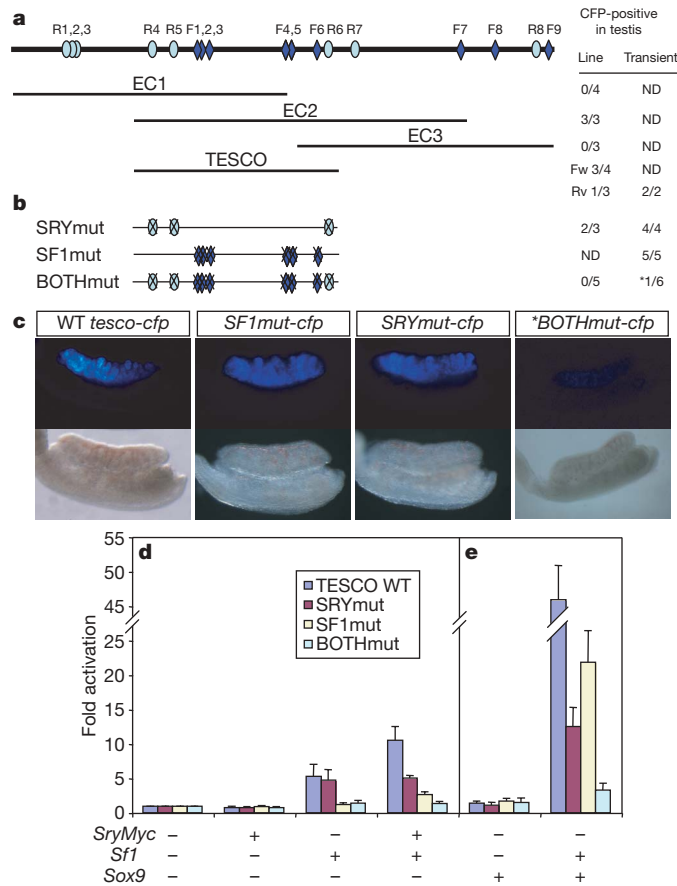 a
CFP-positive
in testis
R1,2,3 R4 R5 F1,2,3 F4,5 F6 R6 R7 F7 F8 R8 F9
Line Transient
EC1 0/4 ND
EC2 3/3 ND
EC3 0/3 ND
TESCO Fw 3/4 ND
Rv 1/3 2/2
b
SRYmut 2/3 4/4
SF1mut ND 5/5
BOTHmut 0/5 *1/6
c WT tesco-cfp SF1mut-cfp SRYmut-cfp *BOTHmut-cfp
d e
55
50
45
25
20
15
10
5
0
Fold activation
TESCO WT
SRYmut
SF1mut
BOTHmut
SryMyc – + – + – –
Sf1 – – + + – +
Sox9 – – – – + +